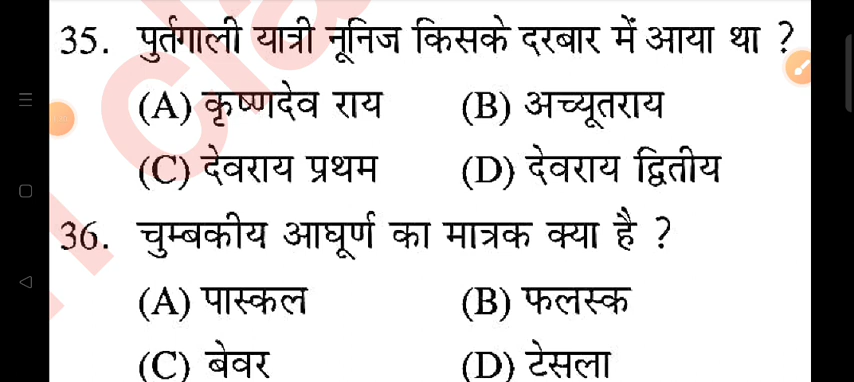 35. पुर्तगाली यात्री नूनिज किसके दरबार में आया था ?
(A) कृष्णदेव राय (B) अच्यूतराय
(C) देवराय प्रथम (D) देवराय द्वितीय
36. चुम्बकीय आघूर्ण का मात्रक क्या है ?
(A) पास्कल (B) फलस्क
(C) बेवर (D) टेसला